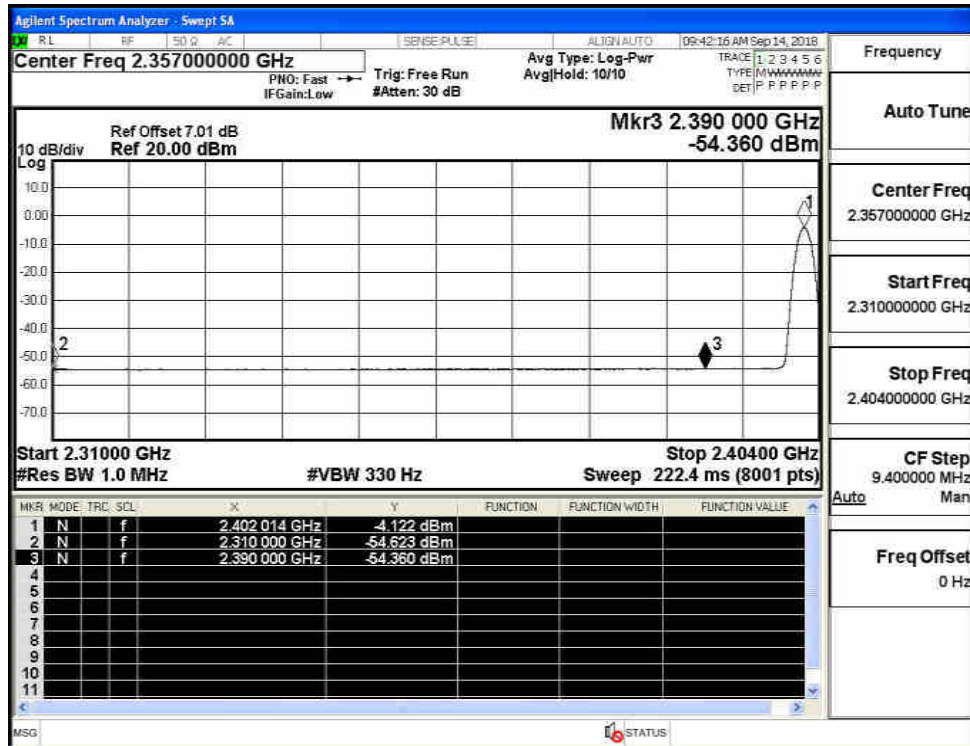 Agilent Spectrum Analyzer - Swept SA
RL RF 50 Ω AC SENSE:PULSE ALIGN AUTO 09:42:16 AM Sep 14, 2018
Center Freq 2.357000000 GHz
PNO: Fast
IFGain:Low
Trig: Free Run
#Atten: 30 dB
Avg Type: Log-Pwr
Avg|Hold: 10/10
TRACE 1 2 3 4 5 6
TYPE MWWWWW
DET P P P P P P
Ref Offset 7.01 dB
10 dB/div Ref 20.00 dBm
Log
Mkr3 2.390 000 GHz
-54.360 dBm
10.0
0.00
-10.0
-20.0
-30.0
-40.0
-50.0
-60.0
-70.0
1
2
3
Start 2.31000 GHz Stop 2.40400 GHz
#Res BW 1.0 MHz #VBW 330 Hz Sweep 222.4 ms (8001 pts)
MKR MODE TRC SCL X Y FUNCTION FUNCTION WIDTH FUNCTION VALUE
1 N f 2.402 014 GHz -4.122 dBm
2 N f 2.310 000 GHz -54.623 dBm
3 N f 2.390 000 GHz -54.360 dBm
4
5
6
7
8
9
10
11
MSG STATUS
Frequency
Auto Tune
Center Freq
2.357000000 GHz
Start Freq
2.310000000 GHz
Stop Freq
2.404000000 GHz
CF Step
9.400000 MHz
Auto Man
Freq Offset
0 Hz